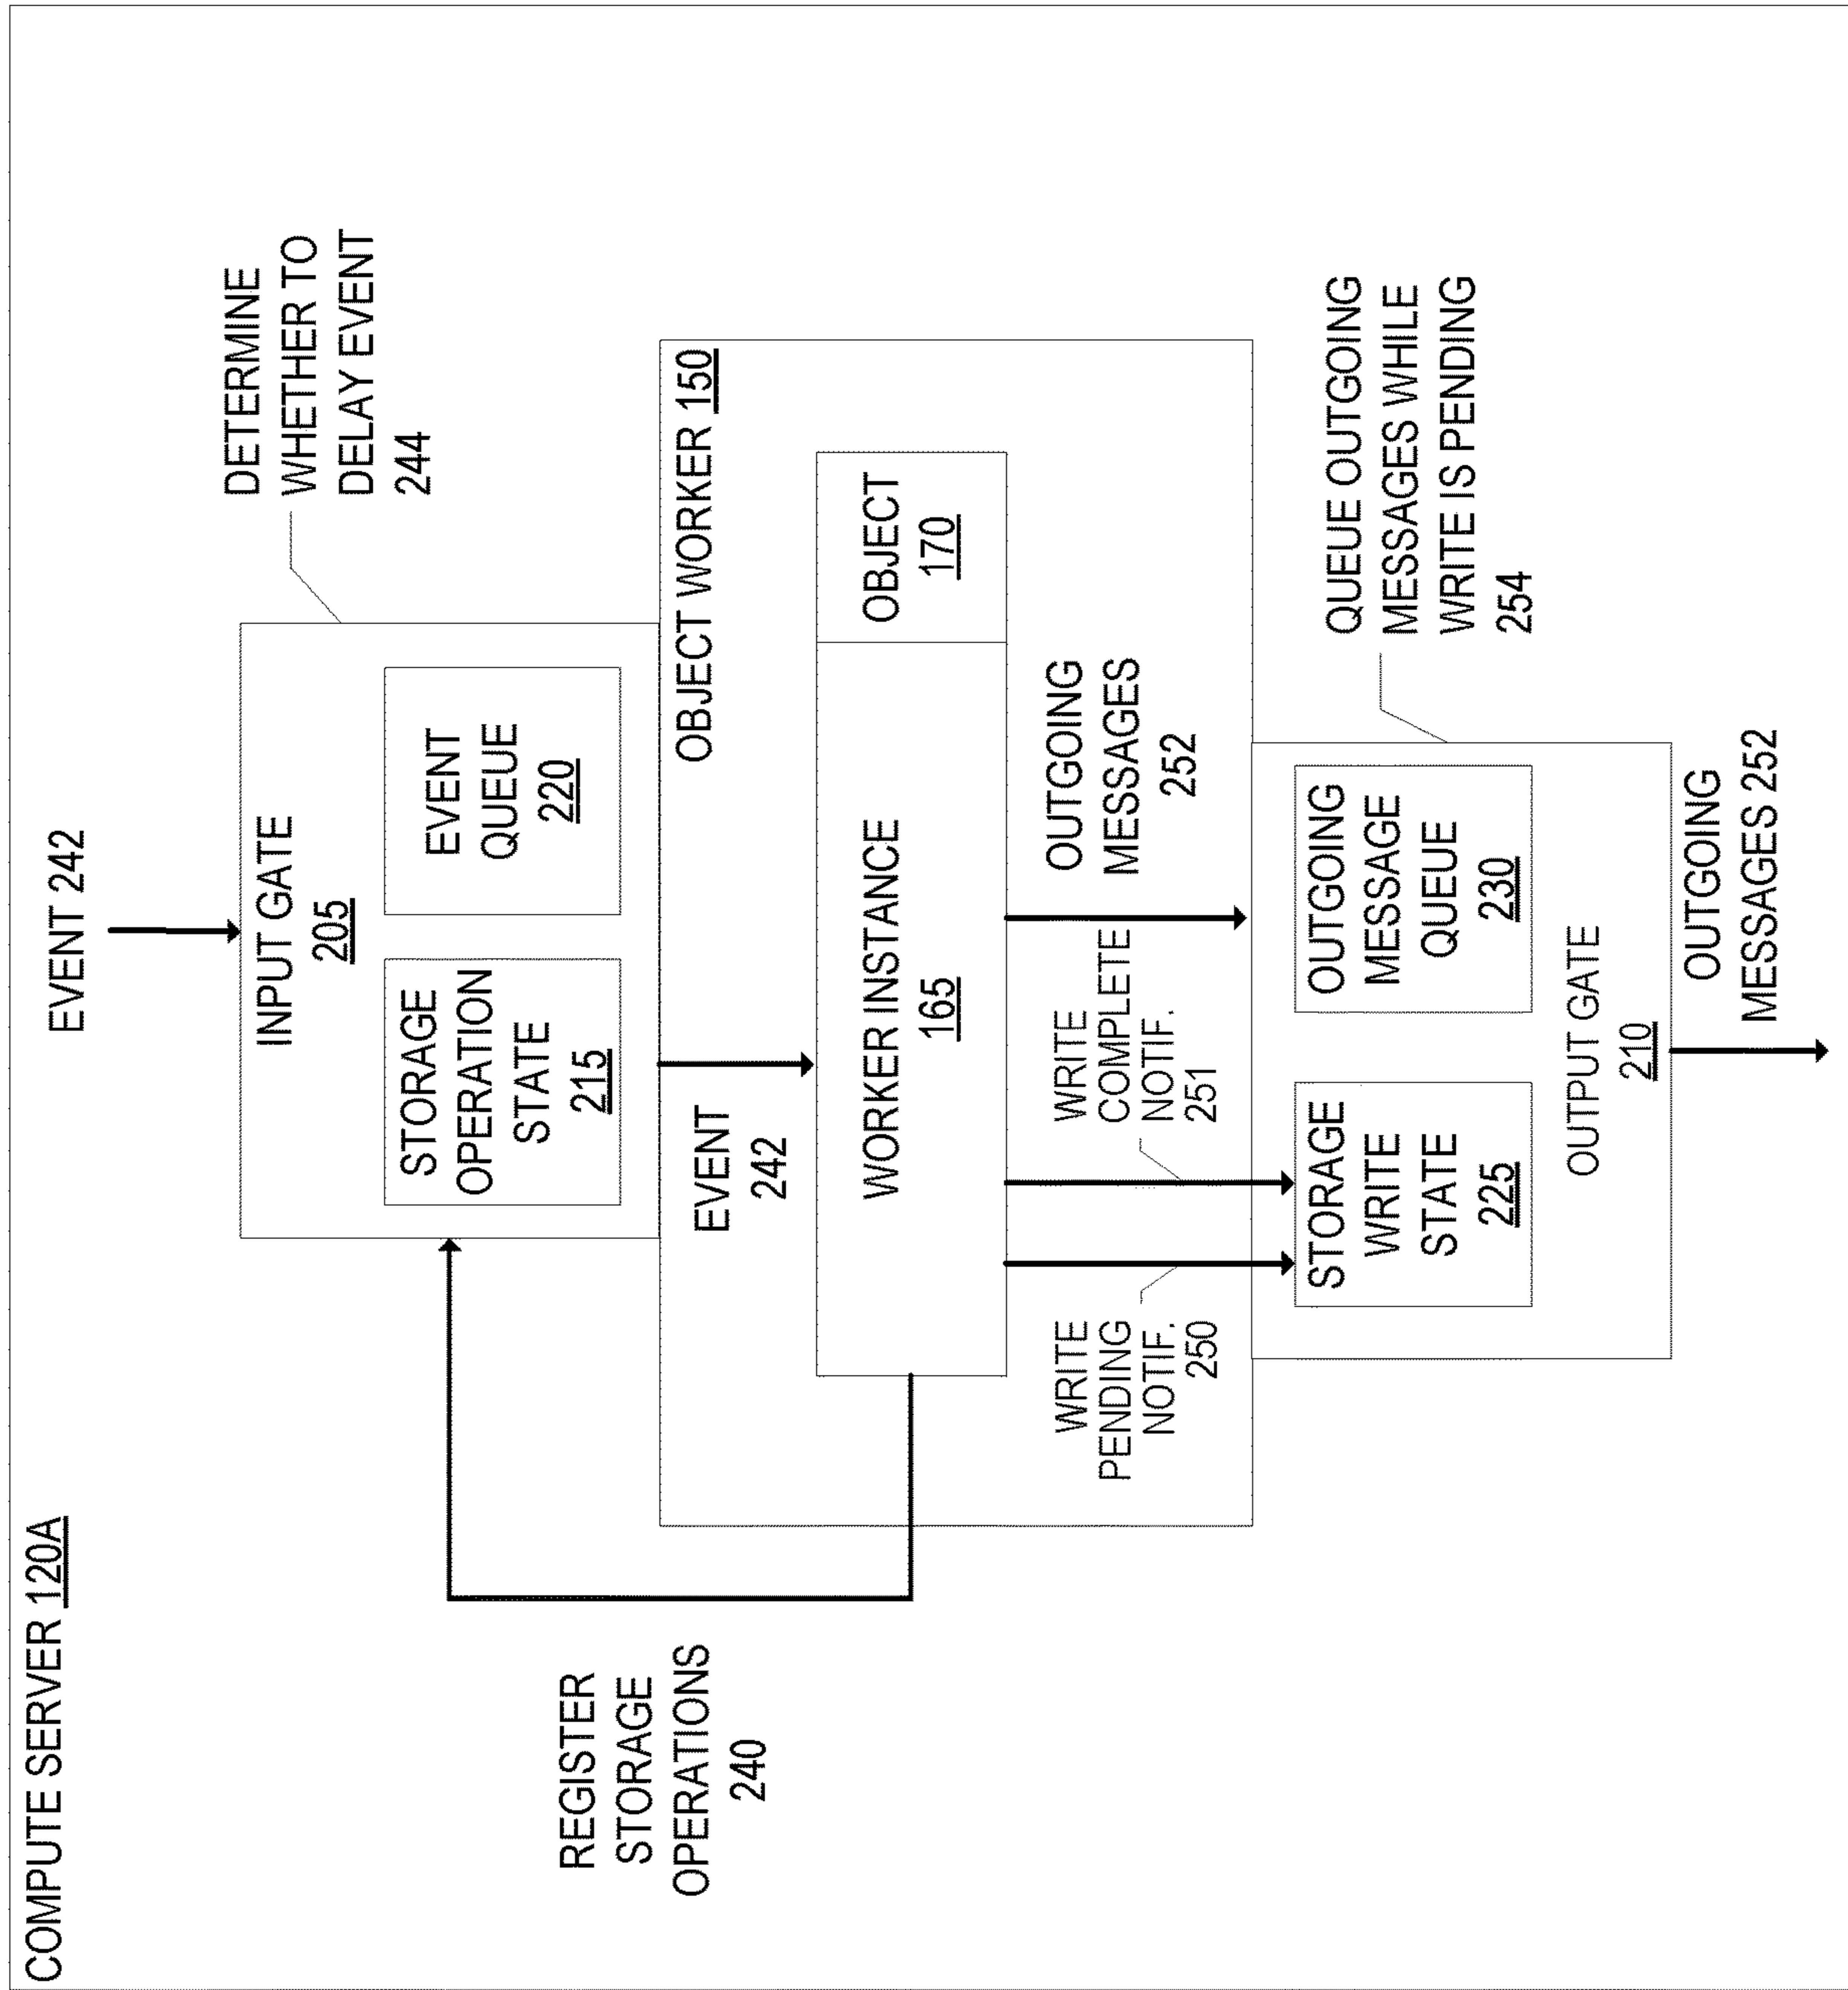 COMPUTE SERVER 120A
EVENT 242
DETERMINE
WHETHER TO
DELAY EVENT
244
INPUT GATE
205
STORAGE
OPERATION
STATE
215
EVENT
QUEUE
220
REGISTER
STORAGE
OPERATIONS
240
OBJECT WORKER 150
EVENT
242
WORKER INSTANCE
165
OBJECT
170
WRITE
PENDING
NOTIF.
250
WRITE
COMPLETE
NOTIF.
251
OUTGOING
MESSAGES
252
QUEUE OUTGOING
MESSAGES WHILE
WRITE IS PENDING
254
STORAGE
WRITE
STATE
225
OUTGOING
MESSAGE
QUEUE
230
OUTPUT GATE
210
OUTGOING
MESSAGES 252